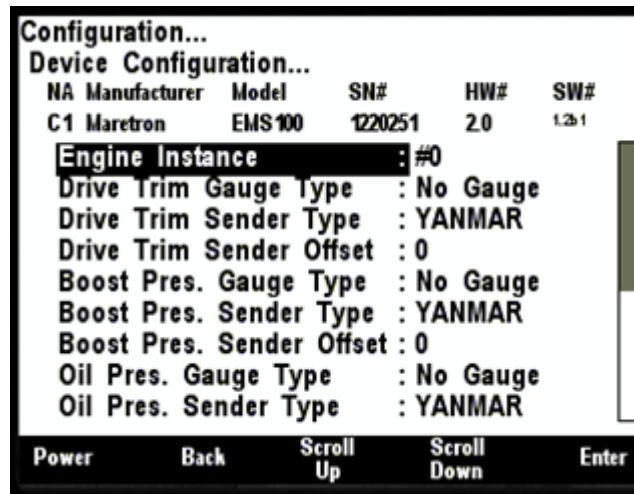 Configuration...
Device Configuration...
NA Manufacturer Model SN# HW# SW#
C1 Maretron EMS100 1220251 2.0 1.2b1
Engine Instance : #0
Drive Trim Gauge Type : No Gauge
Drive Trim Sender Type : YANMAR
Drive Trim Sender Offset : 0
Boost Pres. Gauge Type : No Gauge
Boost Pres. Sender Type : YANMAR
Boost Pres. Sender Offset : 0
Oil Pres. Gauge Type : No Gauge
Oil Pres. Sender Type : YANMAR
Power Back Scroll Up Scroll Down Enter